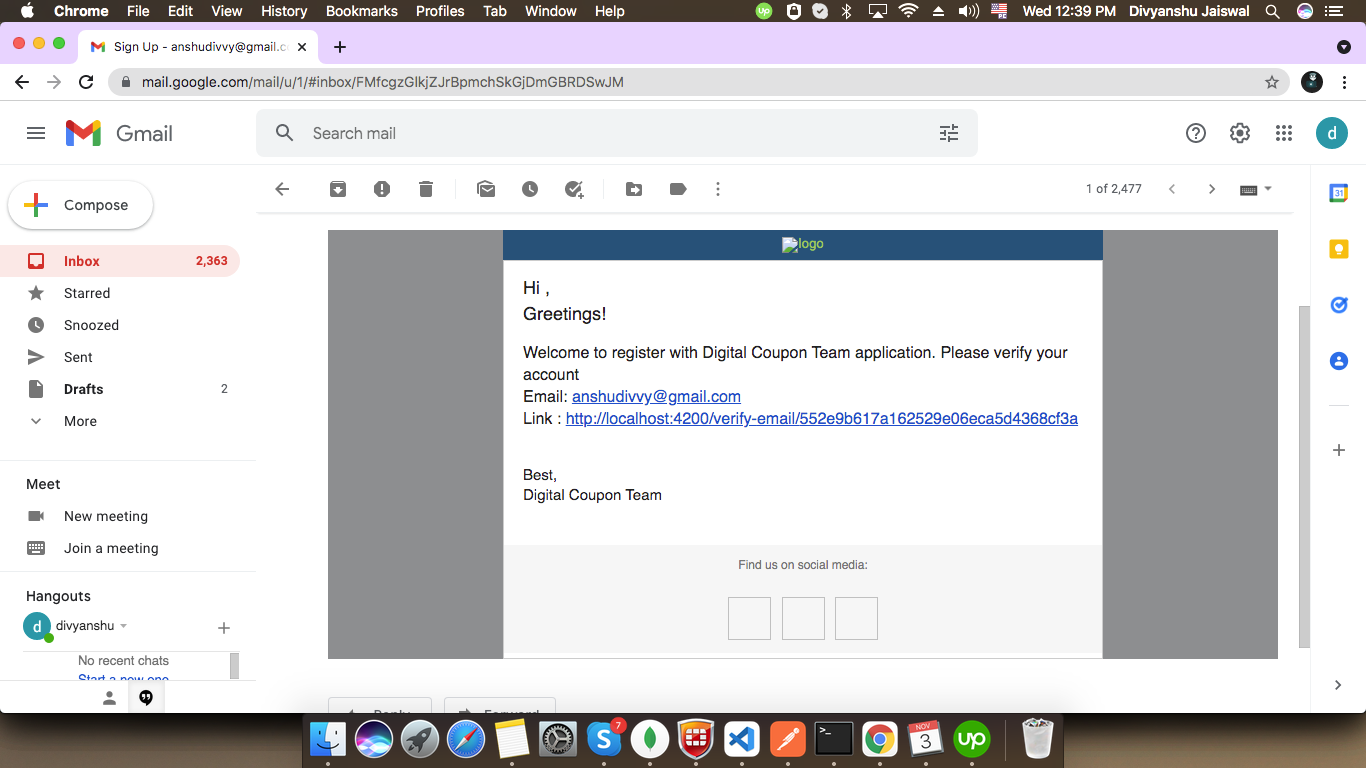 Chrome File Edit View History Bookmarks Profiles Tab Window Help Wed 12:39 PM Divyanshu Jaiswal
Sign Up - anshudivvy@gmail.c
mail.google.com/mail/u/1/#inbox/FMfcgzGlkjZJrBpmchSkGjDmGBRDSwJM
Gmail
Search mail
d
Compose
1 of 2,477
31
Inbox 2,363
Starred
Snoozed
Sent
Drafts 2
More
Meet
New meeting
Join a meeting
Hangouts
d divyanshu
No recent chats
Start a new one
logo
Hi ,
Greetings!
Welcome to register with Digital Coupon Team application. Please verify your
account
Email: anshudivvy@gmail.com
Link : http://localhost:4200/verify-email/552e9b617a162529e06eca5d4368cf3a
Best,
Digital Coupon Team
Find us on social media:
Reply
Forward
S 7
>_
NOV
3
up